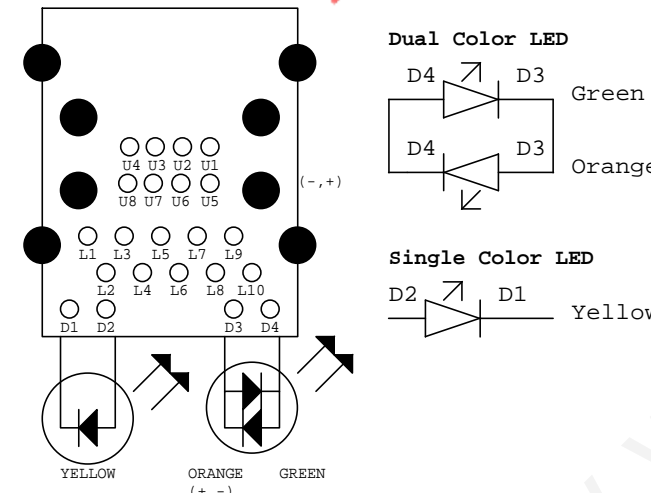 Dual Color LED
D4 D3
Green
D4 D3
Orange
U4 U3 U2 U1
U8 U7 U6 U5
(-,+)
L1 L3 L5 L7 L9
L2 L4 L6 L8 L10
D1 D2 D3 D4
Single Color LED
D2 D1
Yellow
YELLOW ORANGE GREEN
(+,-)